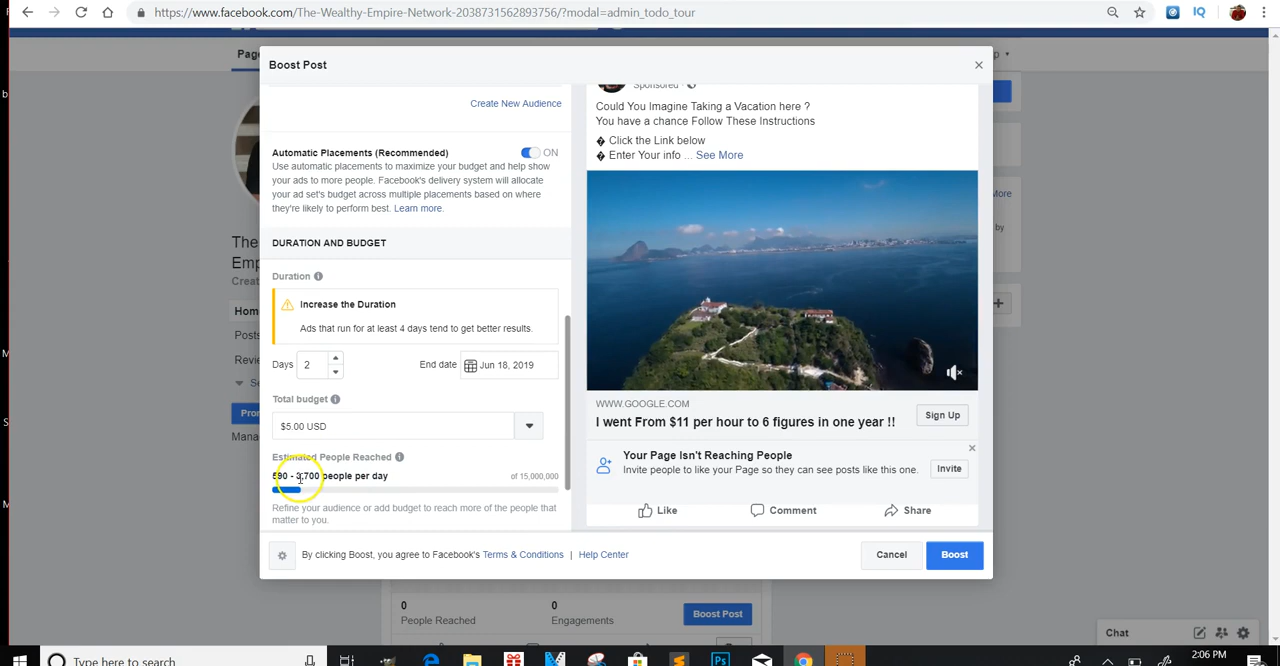 https://www.facebook.com/The-Wealthy-Empire-Network-2038731562893756/?modal=admin_todo_tour
Boost Post
Create New Audience
Automatic Placements (Recommended)
ON
Use automatic placements to maximize your budget and help show
your ads to more people. Facebook's delivery system will allocate
your ad set's budget across multiple placements based on where
they're likely to perform best. Learn more.
DURATION AND BUDGET
Duration
Increase the Duration
Ads that run for at least 4 days tend to get better results.
Days 2
End date Jun 18, 2019
Total budget
$5.00 USD
Estimated People Reached
590 - 3,700 people per day
of 15,000,000
Refine your audience or add budget to reach more of the people that
matter to you.
Sponsored
Could You Imagine Taking a Vacation here ?
You have a chance Follow These Instructions
� Click the Link below
� Enter Your info ... See More
WWW.GOOGLE.COM
I went From $11 per hour to 6 figures in one year !!
Sign Up
Your Page Isn't Reaching People
Invite people to like your Page so they can see posts like this one.
Invite
Like
Comment
Share
By clicking Boost, you agree to Facebook's Terms & Conditions | Help Center
Cancel
Boost
The
Emp
Posts
Mana
More
by
0
People Reached
0
Engagements
Boost Post
Chat
Type here to search
2:06 PM